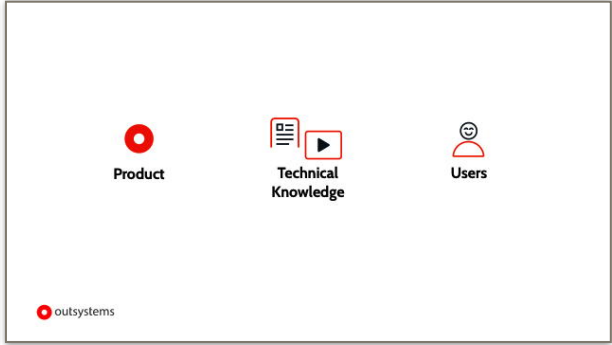 Product
Technical
Knowledge
Users
outsystems